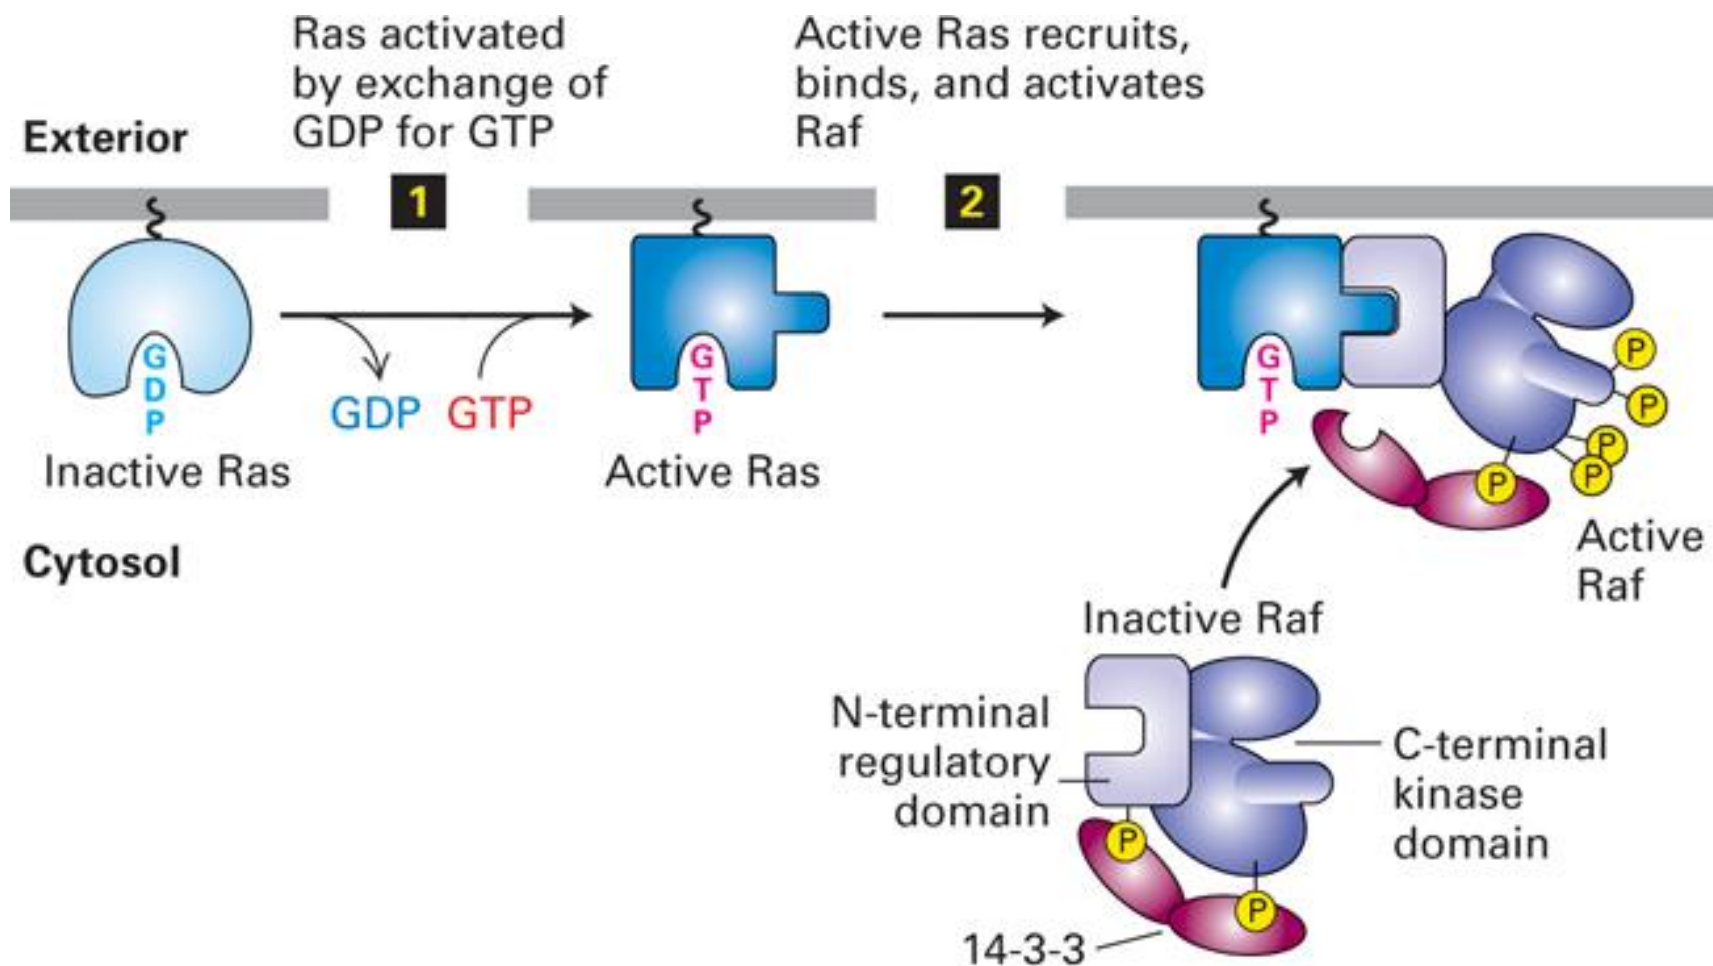 Ras activated
by exchange of
GDP for GTP
Active Ras recruits,
binds, and activates
Raf
Exterior
1
2
G
D
P
GDP
GTP
G
T
P
G
T
P
P
P
P
P
P
Inactive Ras
Active Ras
Active
Raf
Cytosol
Inactive Raf
N-terminal
regulatory
domain
C-terminal
kinase
domain
P
P
14-3-3